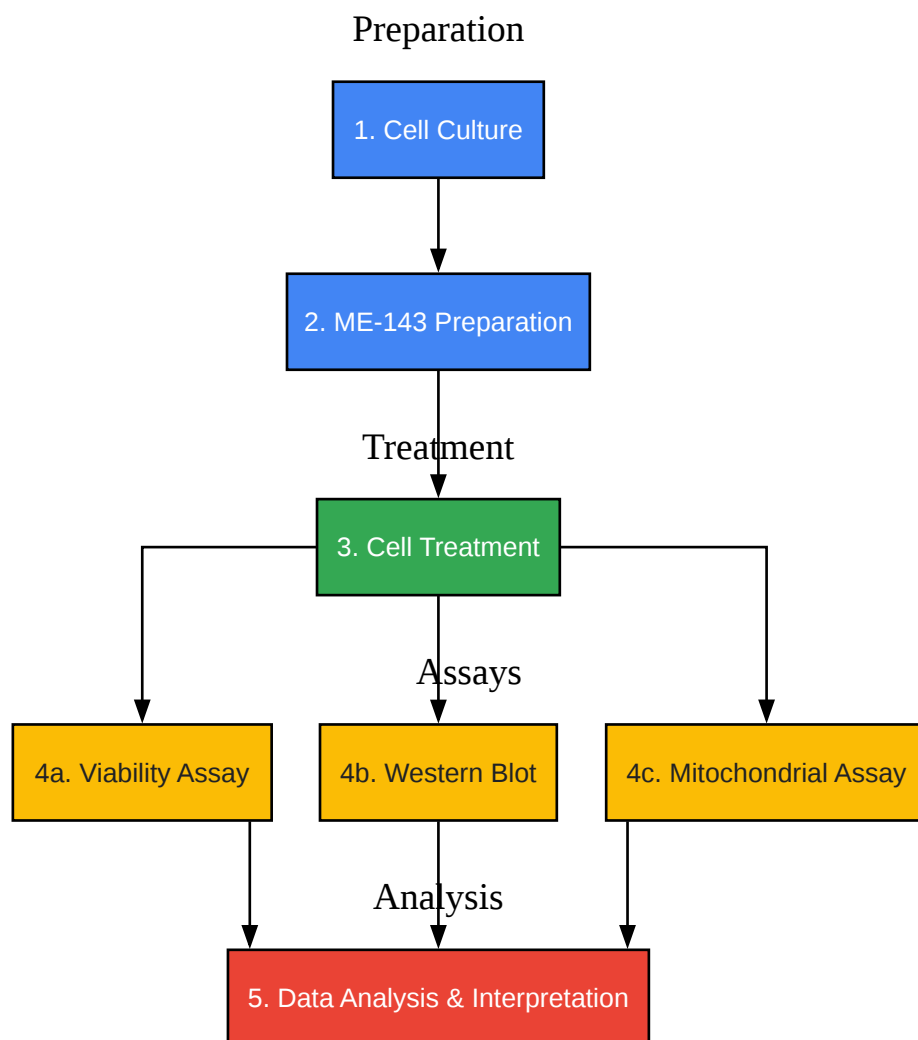 Preparation
1. Cell Culture
2. ME-143 Preparation
Treatment
3. Cell Treatment
Assays
4a. Viability Assay
4b. Western Blot
4c. Mitochondrial Assay
Analysis
5. Data Analysis & Interpretation